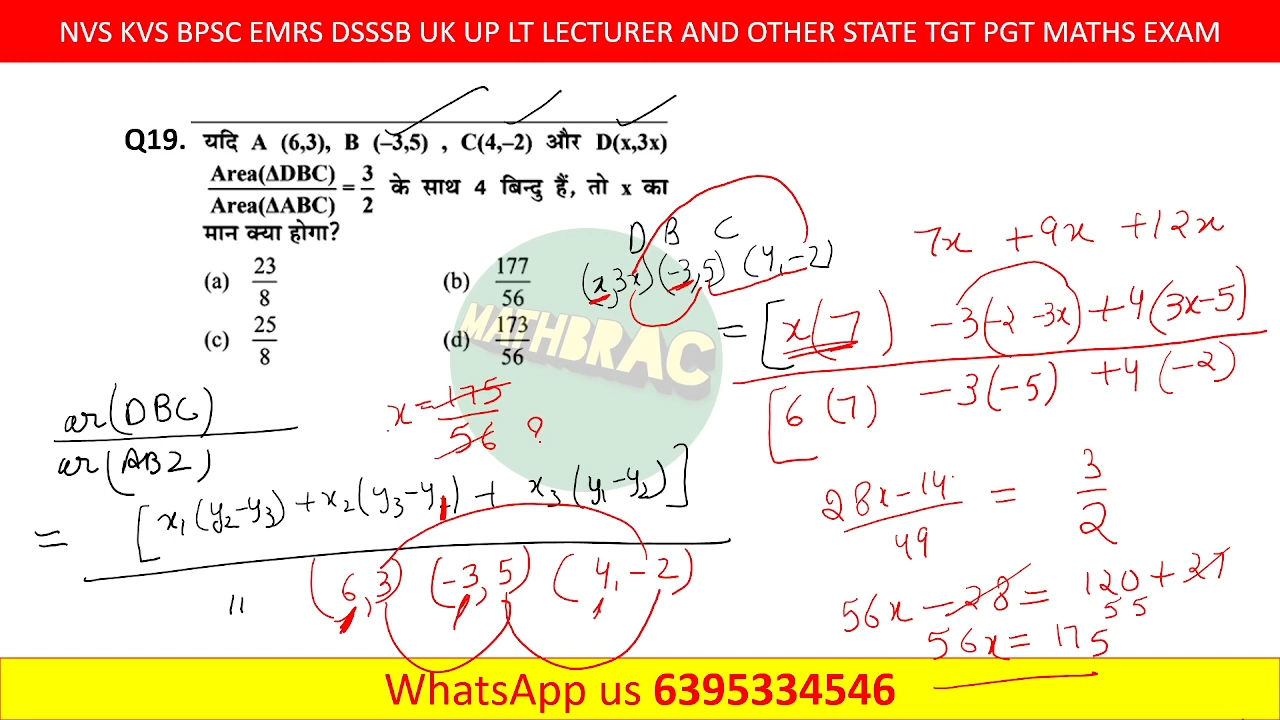 NVS KVS BPSC EMRS DSSSB UK UP LT LECTURER AND OTHER STATE TGT PGT MATHS EXAM
Q19. यदि A (6,3), B (–3,5) , C(4,–2) और D(x,3x)
Area(ΔDBC)/Area(ΔABC) = 3/2 के साथ 4 बिन्दु हैं, तो x का
मान क्या होगा?
(a) 23/8 (b) 177/56
(c) 25/8 (d) 173/56
MATHBRAC
D B C
(x,3x) (-3,5) (4,-2)
7x +9x +12x
= [x(7) -3(-2-3x) +4(3x-5)
[6(7) -3(-5) +4(-2)
x = 175/56 ?
ar(DBC)
ar(ABC)
= [x₁(y₂-y₃) + x₂(y₃-y₁) + x₃(y₁-y₂)]
" (6,3) (-3,5) (4,-2)
28x-14/49 = 3/2
56x - 28 = 120 + 27
55
56x = 175
WhatsApp us 6395334546